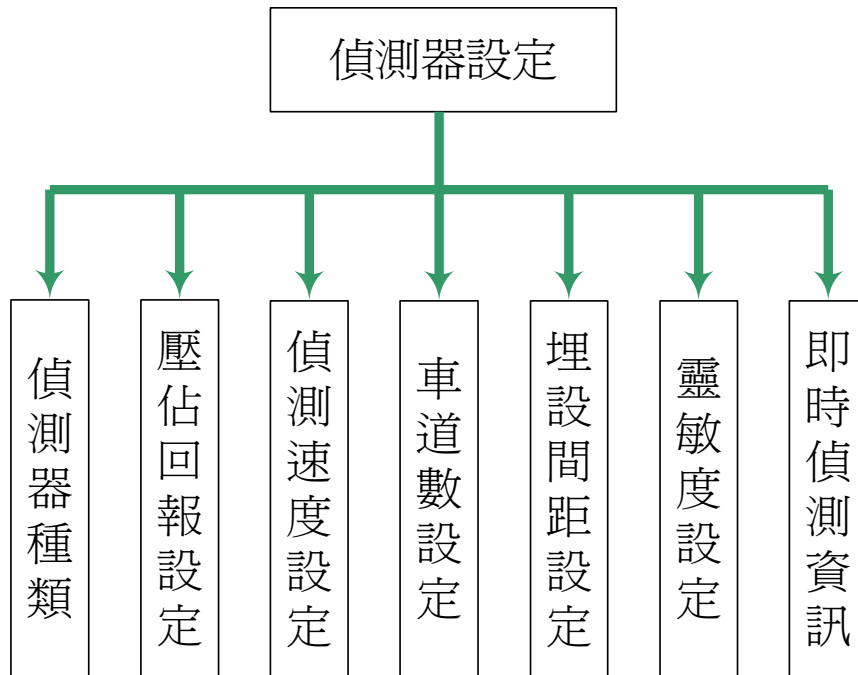 偵測器設定
偵測器種類
壓佔回報設定
偵測速度設定
車道數設定
埋設間距設定
靈敏度設定
即時偵測資訊